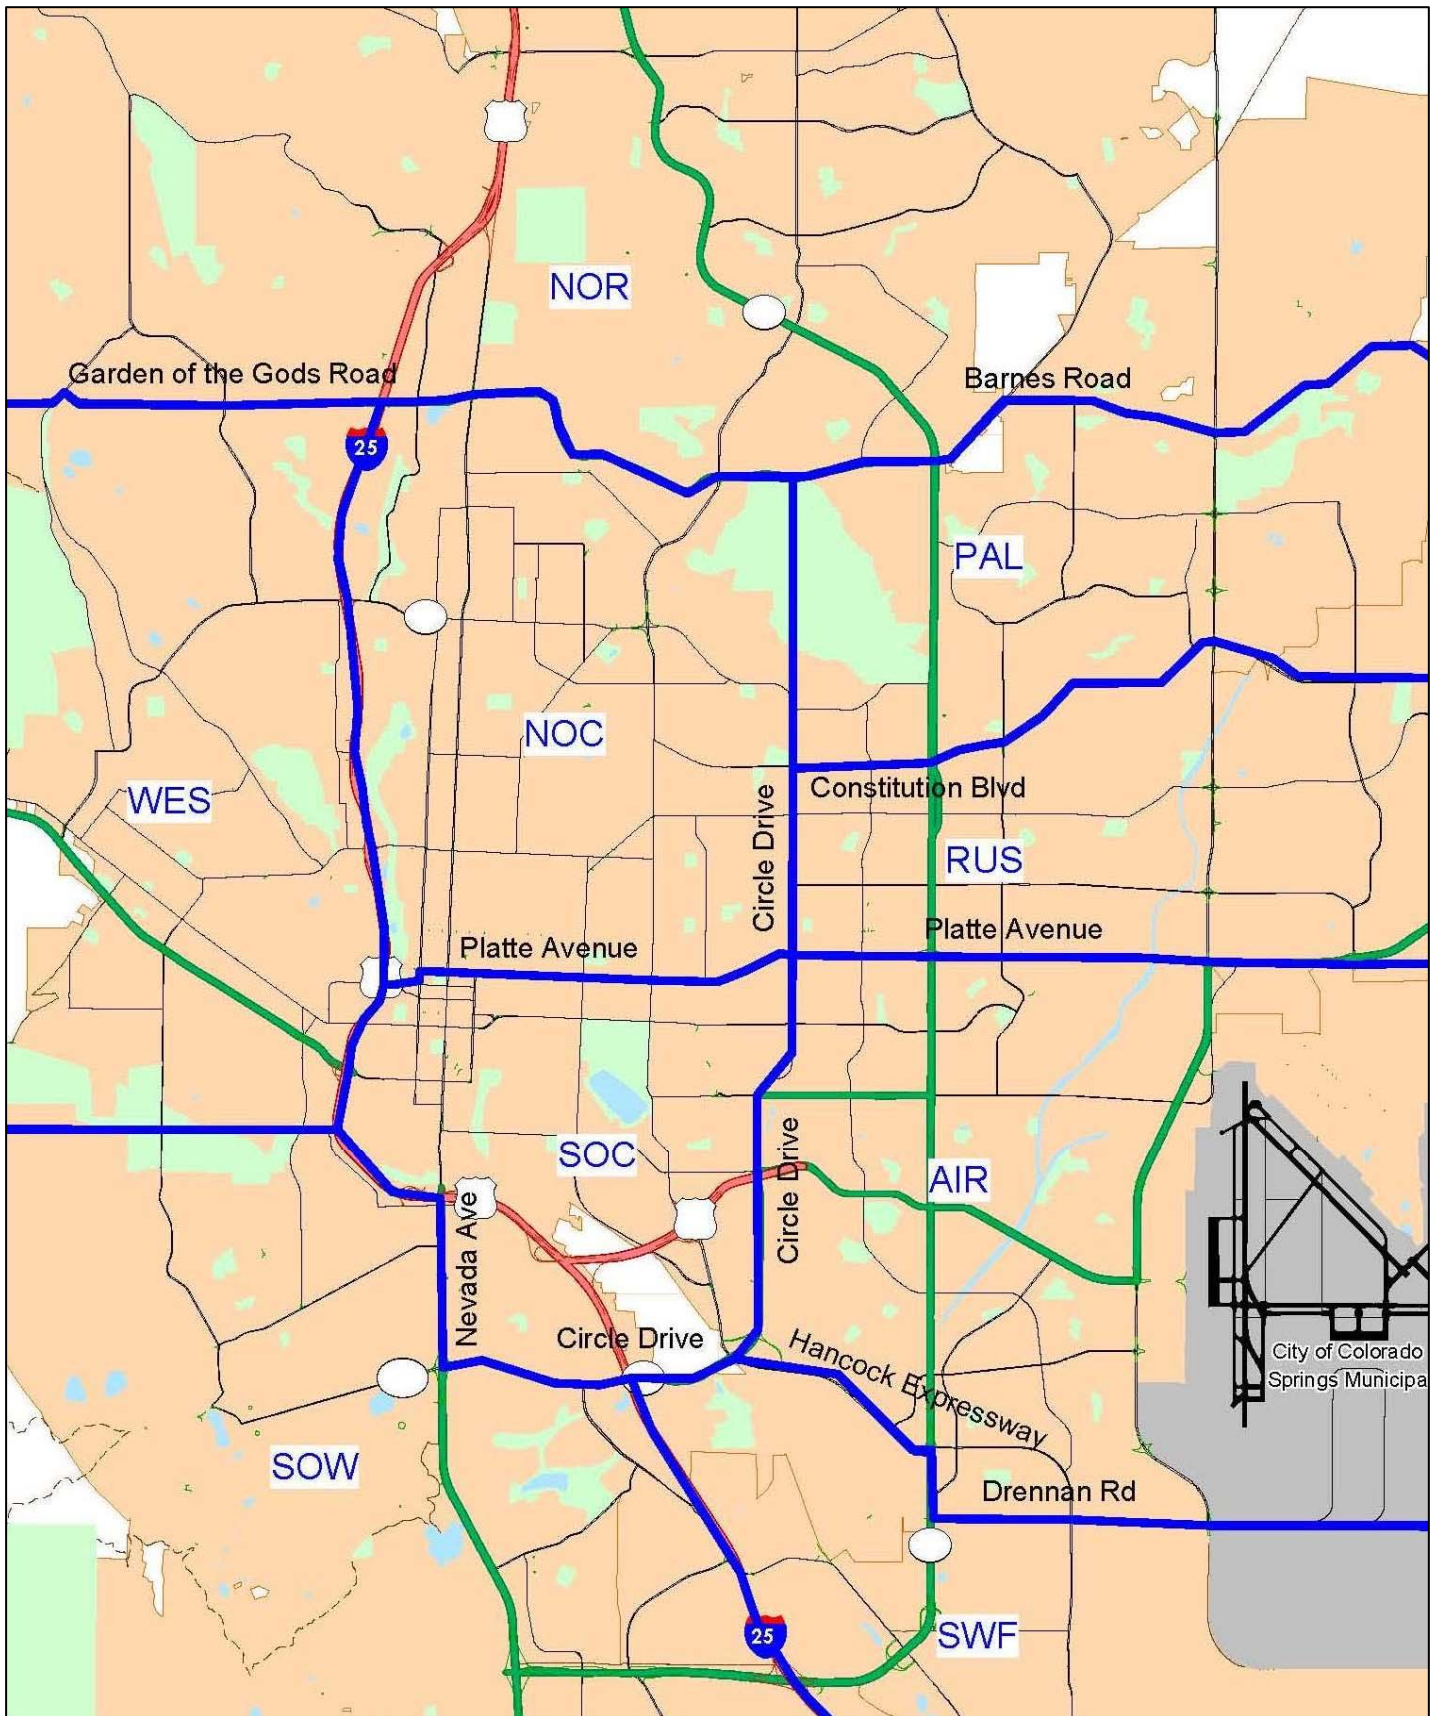 NOR
Garden of the Gods Road
Barnes Road
25
PAL
NOC
WES
Constitution Blvd
Circle Drive
RUS
Platte Avenue
Platte Avenue
SOC
Circle Drive
AIR
Nevada Ave
Circle Drive
Hancock Expressway
City of Colorado
Springs Municipa
SOW
Drennan Rd
25
SWF